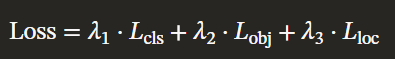 Loss = λ₁ · L_cls + λ₂ · L_obj + λ₃ · L_loc